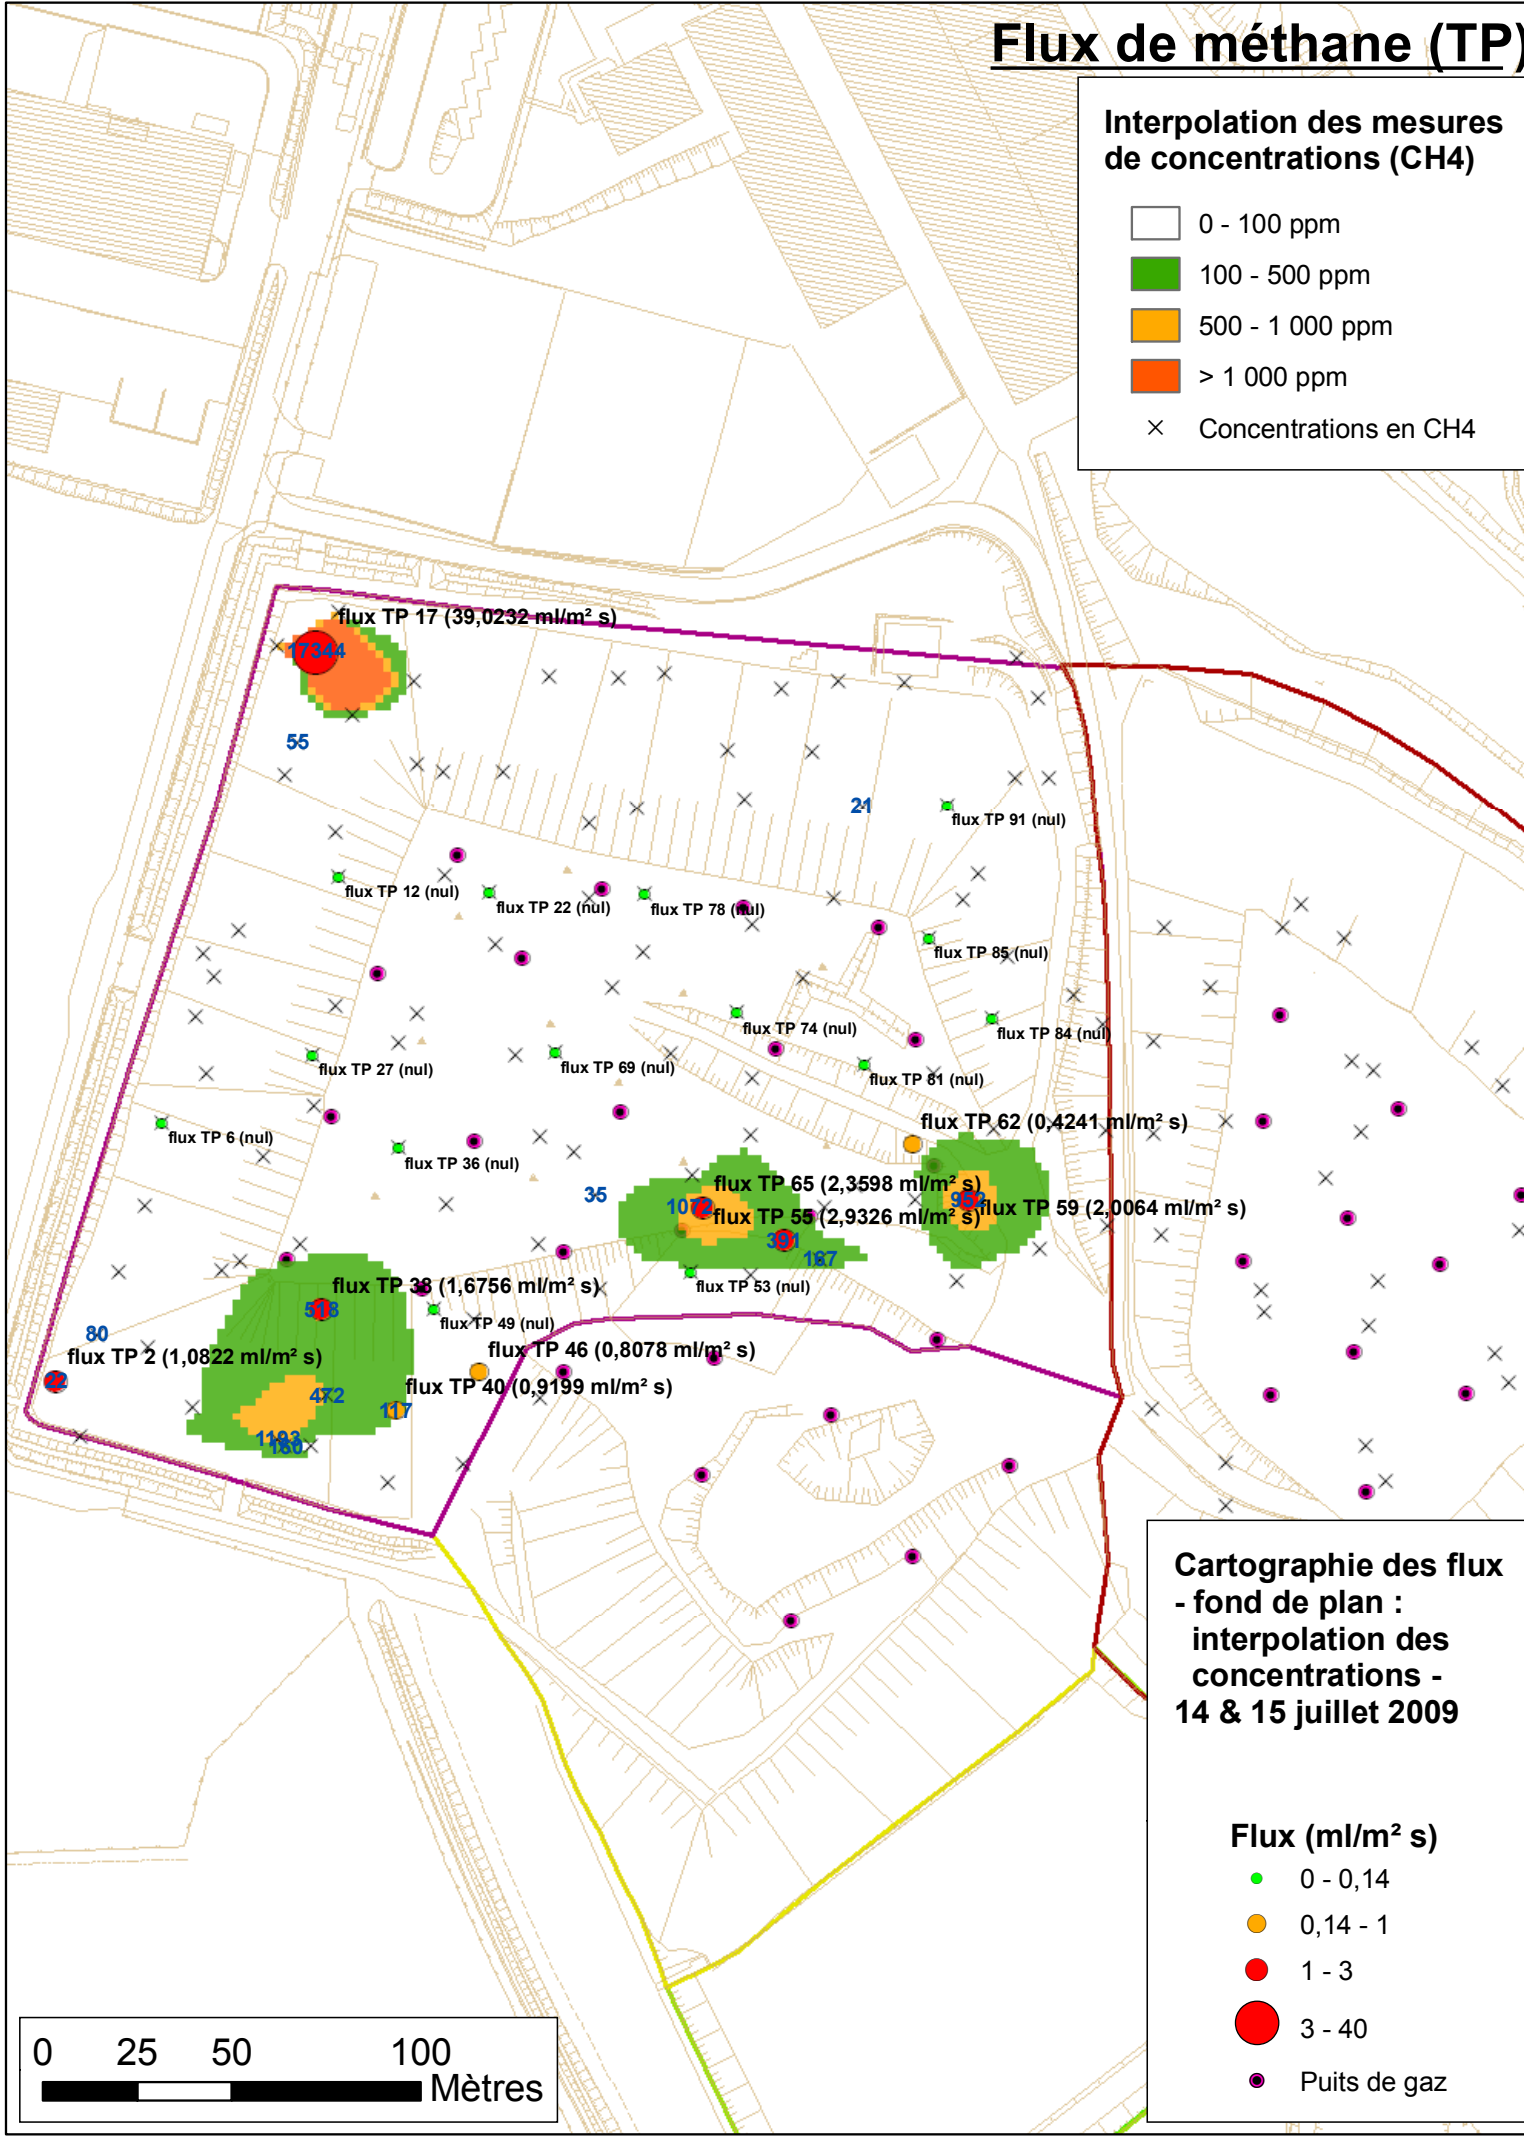 Flux de méthane (TP)
Interpolation des mesures
de concentrations (CH4)
0 - 100 ppm
100 - 500 ppm
500 - 1 000 ppm
> 1 000 ppm
Concentrations en CH4
flux TP 17 (39,0232 ml/m² s)
17344
55
21
flux TP 91 (nul)
flux TP 12 (nul)
flux TP 22 (nul)
flux TP 78 (nul)
flux TP 85 (nul)
flux TP 74 (nul)
flux TP 84 (nul)
flux TP 27 (nul)
flux TP 69 (nul)
flux TP 81 (nul)
flux TP 62 (0,4241 ml/m² s)
flux TP 6 (nul)
flux TP 36 (nul)
35
flux TP 65 (2,3598 ml/m² s)
1072
flux TP 59 (2,0064 ml/m² s)
flux TP 55 (2,9326 ml/m² s)
391
167
flux TP 53 (nul)
flux TP 38 (1,6756 ml/m² s)
518
flux TP 49 (nul)
80
flux TP 46 (0,8078 ml/m² s)
flux TP 2 (1,0822 ml/m² s)
22
flux TP 40 (0,9199 ml/m² s)
472
117
1193
160
Cartographie des flux
- fond de plan :
interpolation des
concentrations -
14 & 15 juillet 2009
Flux (ml/m² s)
0 - 0,14
0,14 - 1
1 - 3
3 - 40
Puits de gaz
0 25 50 100
Mètres